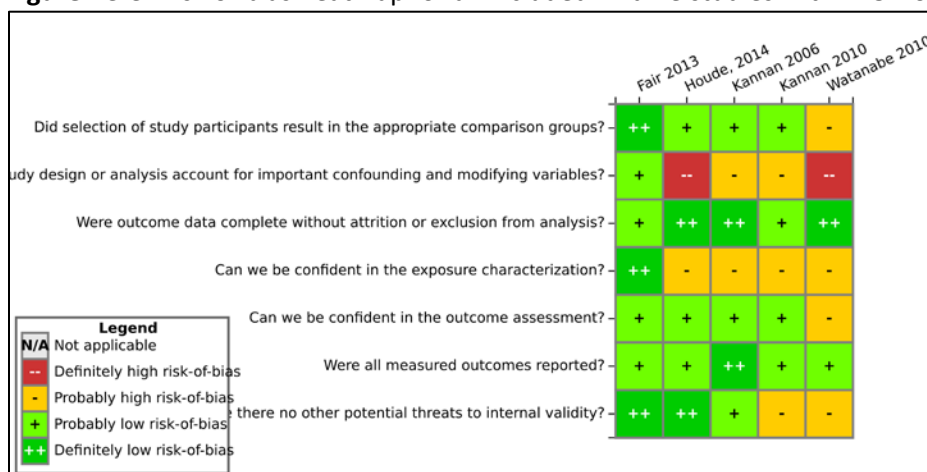 Fair 2013
Houde, 2014
Kannan 2006
Kannan 2010
Watanabe 2010
Did selection of study participants result in the appropriate comparison groups? ++ + + + -
udy design or analysis account for important confounding and modifying variables? + -- - - --
Were outcome data complete without attrition or exclusion from analysis? + ++ ++ + ++
Can we be confident in the exposure characterization? ++ - - - -
Can we be confident in the outcome assessment? + + + + -
Were all measured outcomes reported? + + ++ + +
there no other potential threats to internal validity? ++ ++ + - -
Legend
N/A Not applicable
-- Definitely high risk-of-bias
- Probably high risk-of-bias
+ Probably low risk-of-bias
++ Definitely low risk-of-bias